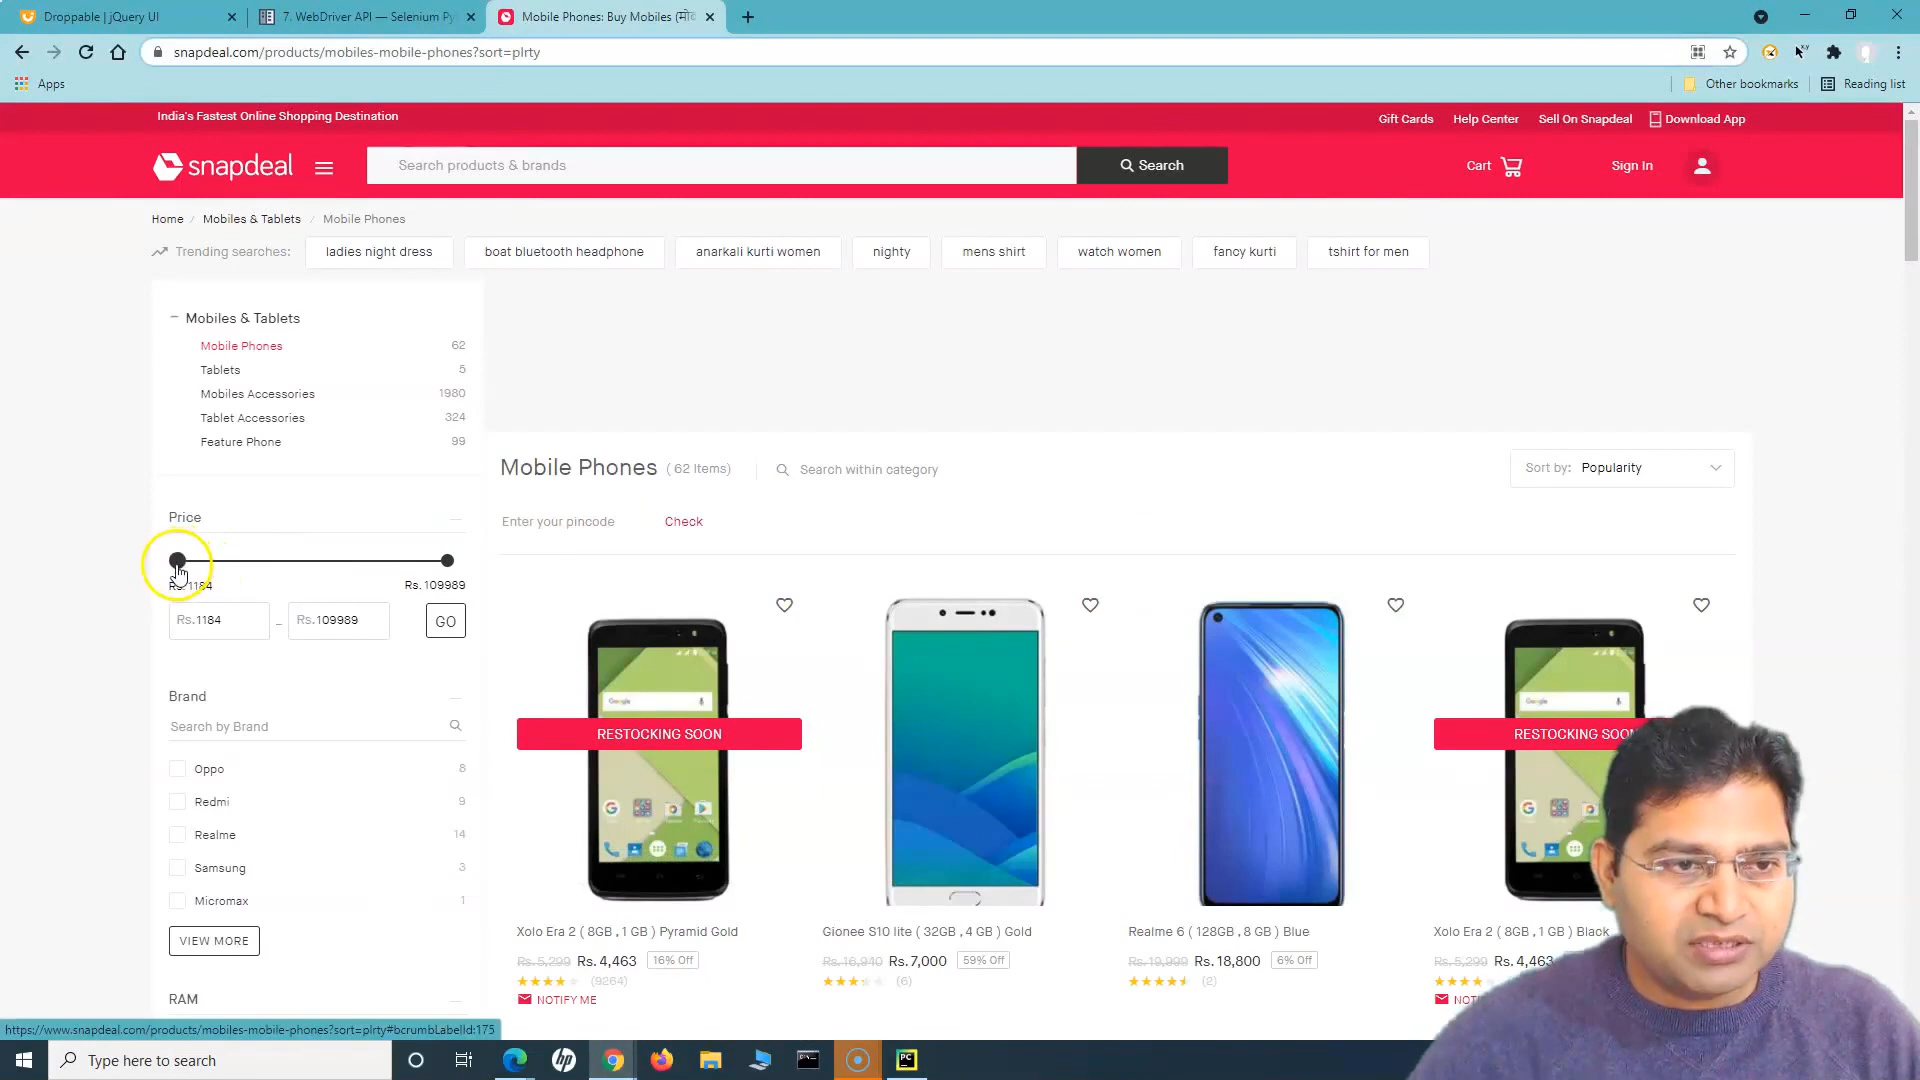 Droppable | jQuery UI
7. WebDriver API — Selenium Py
Mobile Phones: Buy Mobiles (मोब
snapdeal.com/products/mobiles-mobile-phones?sort=plrty
Apps
Other bookmarks
Reading list
India's Fastest Online Shopping Destination
Gift Cards
Help Center
Sell On Snapdeal
Download App
snapdeal
Search products & brands
Search
Cart
Sign In
Home / Mobiles & Tablets / Mobile Phones
Trending searches:
ladies night dress
boat bluetooth headphone
anarkali kurti women
nighty
mens shirt
watch women
fancy kurti
tshirt for men
Mobiles & Tablets
Mobile Phones 62
Tablets 5
Mobiles Accessories 1980
Tablet Accessories 324
Feature Phone 99
Price
Rs. 1184
Rs. 109989
Rs. 1184 – Rs. 109989
GO
Brand
Search by Brand
Oppo 8
Redmi 9
Realme 14
Samsung 3
Micromax 1
VIEW MORE
RAM
Mobile Phones ( 62 Items)
Search within category
Sort by: Popularity
Enter your pincode
Check
Google
RESTOCKING SOON
Xolo Era 2 ( 8GB , 1 GB ) Pyramid Gold
Rs. 5,299 Rs. 4,463 16% Off
(9264)
NOTIFY ME
Gionee S10 lite ( 32GB , 4 GB ) Gold
Rs. 16,940 Rs. 7,000 59% Off
(6)
Realme 6 ( 128GB , 8 GB ) Blue
Rs. 19,999 Rs. 18,800 6% Off
(2)
Google
RESTOCKING SOON
Xolo Era 2 ( 8GB , 1 GB ) Black
Rs. 5,299 Rs. 4,463
NOT
https://www.snapdeal.com/products/mobiles-mobile-phones?sort=plrty#bcrumbLabelId:175
Type here to search
hp
PC